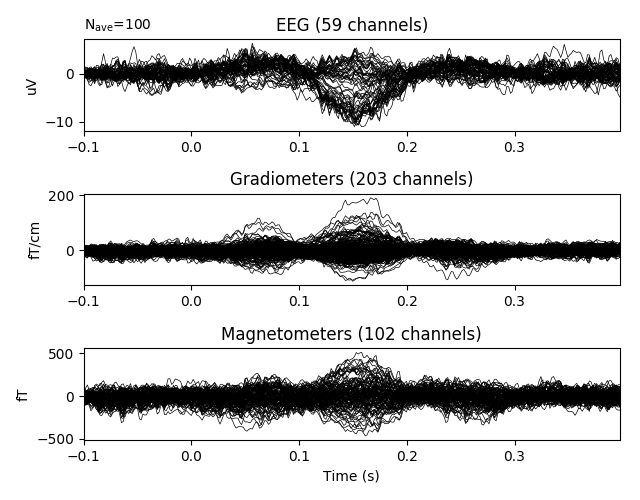 N_ave=100
EEG (59 channels)
0
−10
uV
−0.1 0.0 0.1 0.2 0.3
Gradiometers (203 channels)
200
0
fT/cm
−0.1 0.0 0.1 0.2 0.3
Magnetometers (102 channels)
500
0
−500
fT
−0.1 0.0 0.1 0.2 0.3
Time (s)